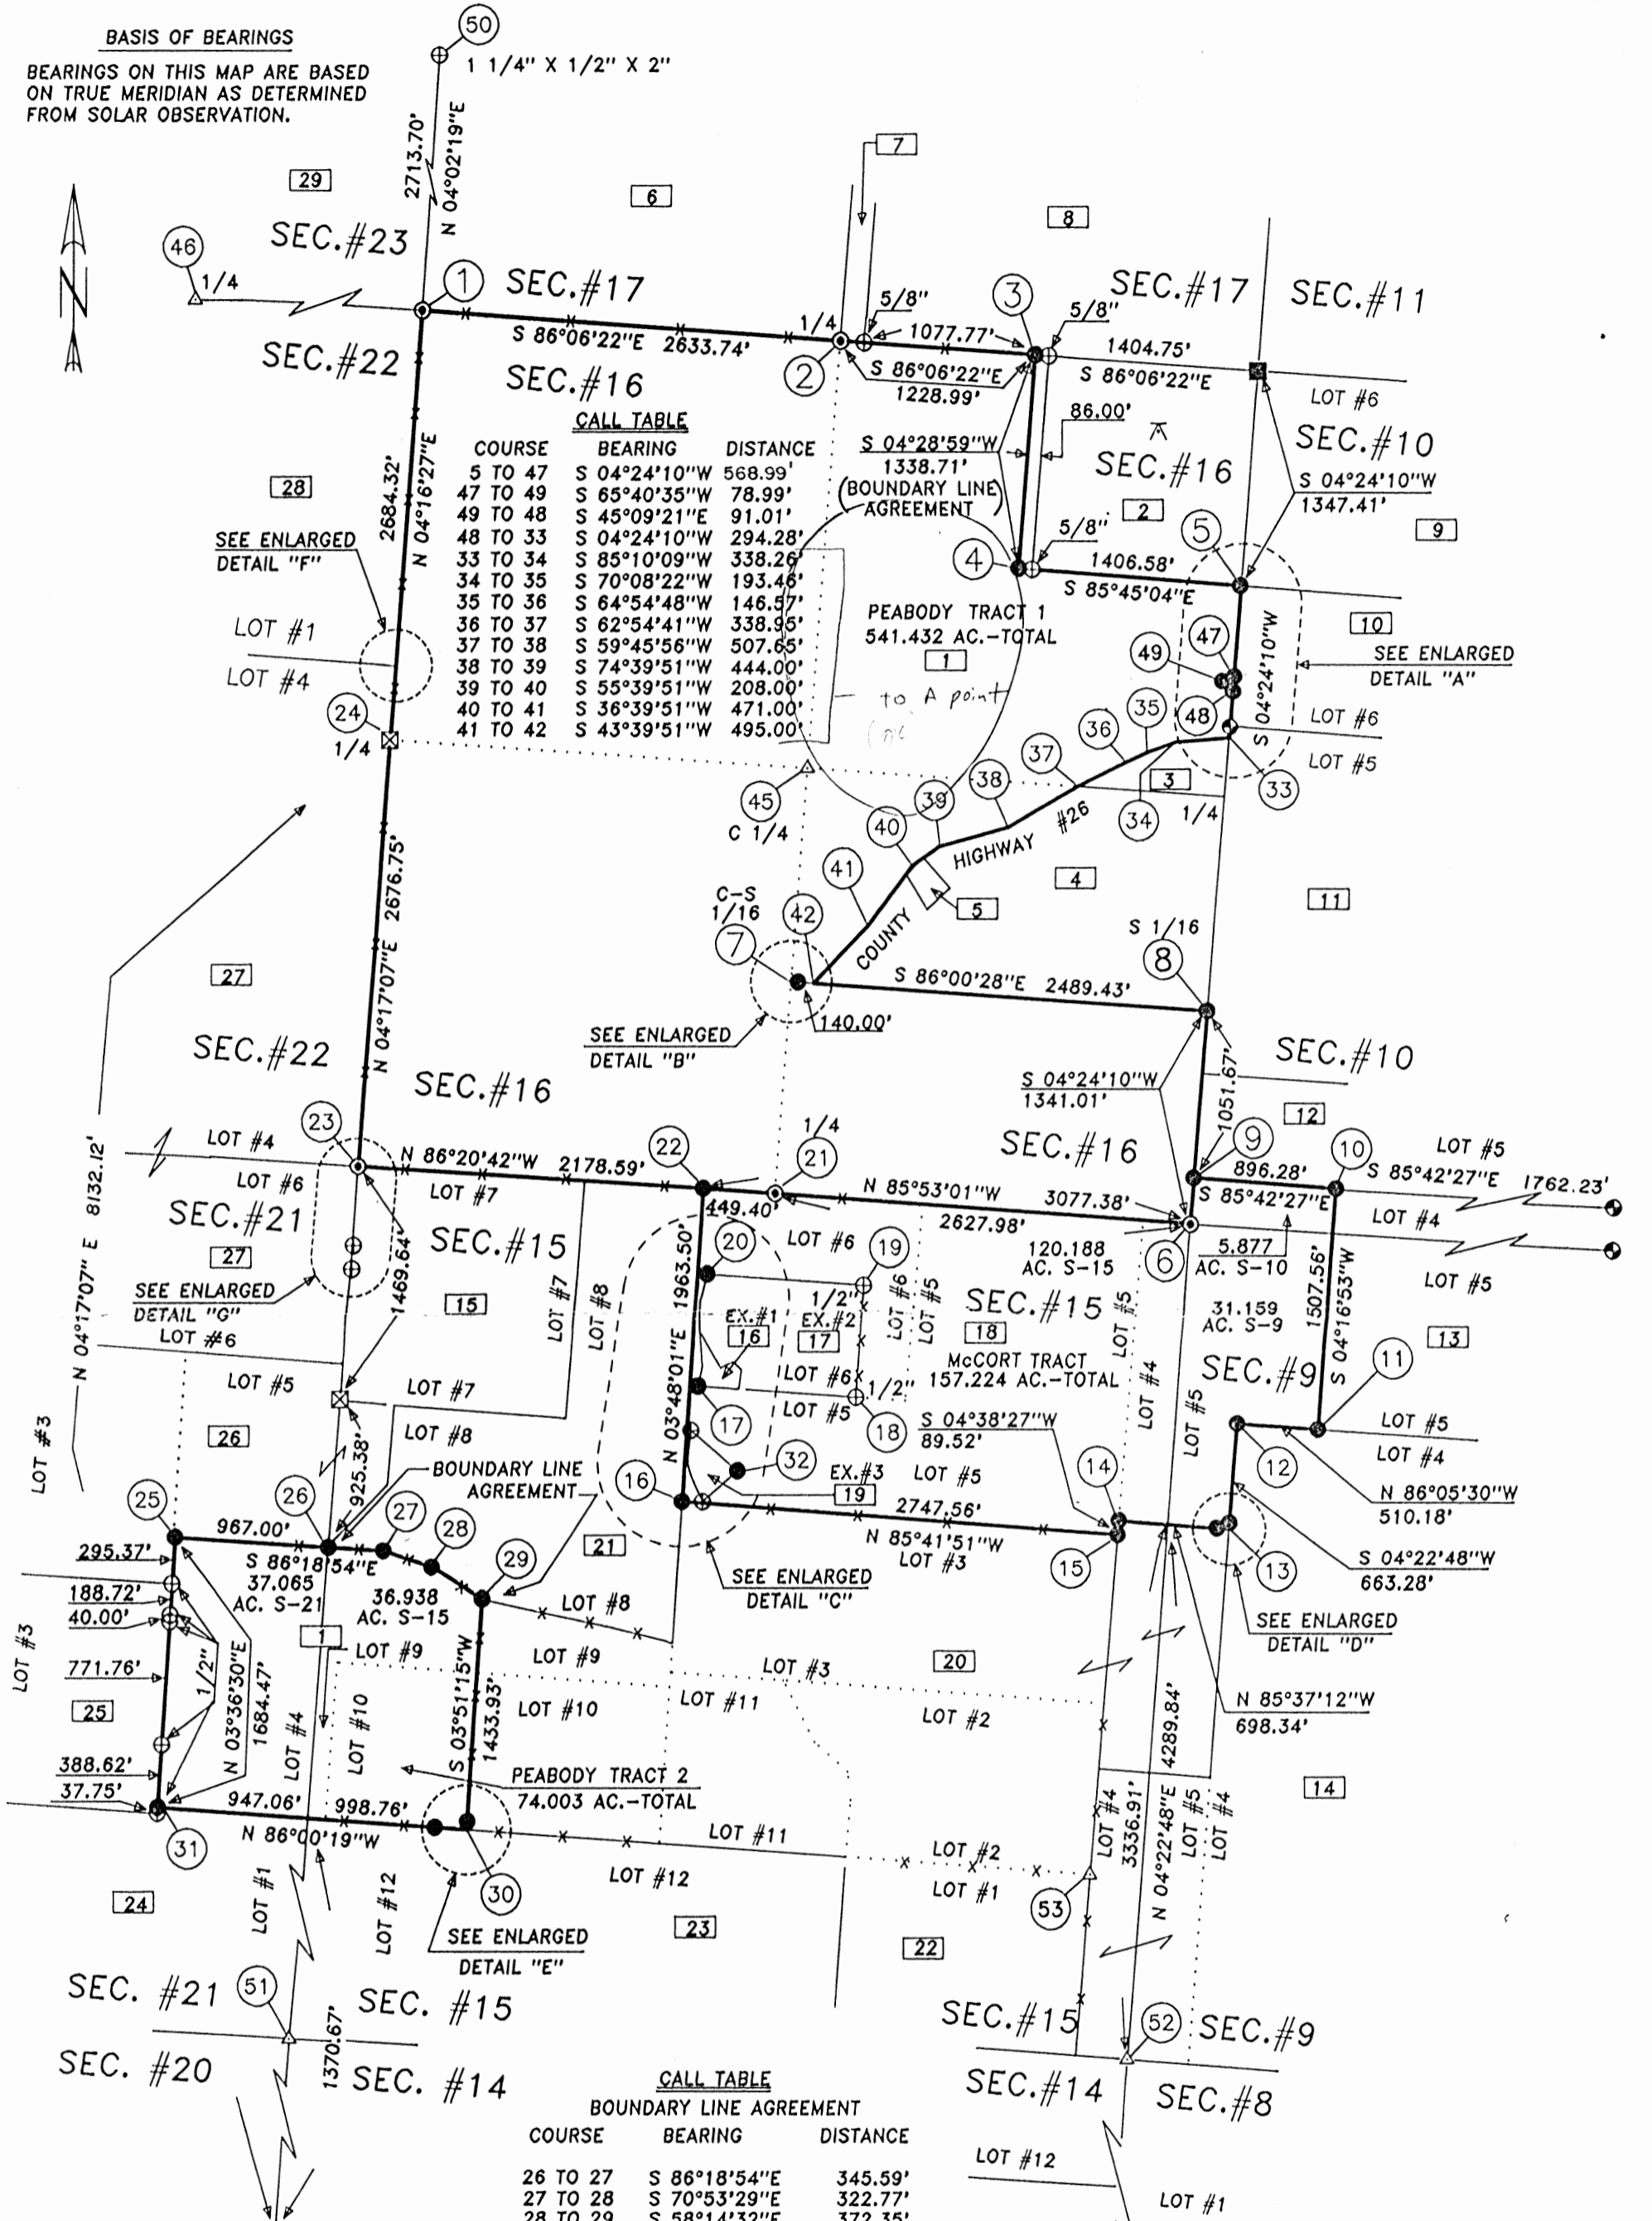 BASIS OF BEARINGS
BEARINGS ON THIS MAP ARE BASED
ON TRUE MERIDIAN AS DETERMINED
FROM SOLAR OBSERVATION.
50
1 1/4" X 1/2" X 2"
2713.70'
N 04°02'19"E
N
29
6
7
8
46
1/4
SEC.#23
1
SEC.#17
1/4
5/8"
3
5/8"
SEC.#17
SEC.#11
S 86°06'22"E 2633.74'
1077.77'
1404.75'
SEC.#22
SEC.#16
2
S 86°06'22"E
1228.99'
S 86°06'22"E
LOT #6
SEC.#10
86.00'
SEC.#16
S 04°28'59"W
1338.71'
(BOUNDARY LINE)
AGREEMENT
S 04°24'10"W
1347.41'
CALL TABLE
COURSE BEARING DISTANCE
5 TO 47 S 04°24'10"W 568.99'
47 TO 49 S 65°40'35"W 78.99'
49 TO 48 S 45°09'21"E 91.01'
48 TO 33 S 04°24'10"W 294.28'
33 TO 34 S 85°10'09"W 338.26'
34 TO 35 S 70°08'22"W 193.46'
35 TO 36 S 64°54'48"W 146.57'
36 TO 37 S 62°54'41"W 338.95'
37 TO 38 S 59°45'56"W 507.65'
38 TO 39 S 74°39'51"W 444.00'
39 TO 40 S 55°39'51"W 208.00'
40 TO 41 S 36°39'51"W 471.00'
41 TO 42 S 43°39'51"W 495.00'
to A point
2684.32'
N 04°16'27"E
28
SEE ENLARGED
DETAIL "F"
LOT #1
LOT #4
24
1/4
2
9
5/8"
5
4
1406.58'
S 85°45'04"E
PEABODY TRACT 1
541.432 AC.-TOTAL
1
10
47
49
48
S 04°24'10"W
SEE ENLARGED
DETAIL "A"
LOT #6
LOT #5
33
35
36
37
38
39
3
34
1/4
45
C 1/4
40
41
42
COUNTY
HIGHWAY
#26
4
5
11
C-S
1/16
7
S 1/16
8
S 86°00'28"E 2489.43'
140.00'
SEE ENLARGED
DETAIL "B"
2676.75'
N 04°17'07"E
27
SEC.#22
SEC.#16
SEC.#10
S 04°24'10"W
1341.01'
1051.67'
12
N 04°17'07" E 8132.12'
23
LOT #4
LOT #6
N 86°20'42"W 2178.59'
LOT #7
22
1/4
21
SEC.#16
9
10
LOT #5
896.28'
S 85°42'27"E
S 85°42'27"E
1762.23'
LOT #4
LOT #5
N 85°53'01"W
2627.98'
3077.38'
449.40'
6
5.877
AC. S-10
120.188
AC. S-15
SEC.#21
27
SEE ENLARGED
DETAIL "G"
LOT #6
SEC.#15
1469.64'
15
LOT #7
LOT #8
1963.50'
N 03°48'01"E
20
LOT #6
19
1/2"
LOT #6
LOT #5
SEC.#15
18
EX.#1
16
EX.#2
17
McCORT TRACT
157.224 AC.-TOTAL
LOT #5
LOT #4
LOT #5
31.159
AC. S-9
SEC.#9
1507.56'
S 04°16'53"W
13
11
LOT #5
LOT #4
LOT #6
1/2"
17
LOT #5
18
S 04°38'27"W
89.52'
32
EX.#3
19
LOT #5
14
12
N 86°05'30"W
510.18'
LOT #5
LOT #7
LOT #8
26
LOT #3
925.38'
BOUNDARY LINE
AGREEMENT
16
2747.56'
N 85°41'51"W
LOT #3
15
13
S 04°22'48"W
663.28'
25
26
27
28
29
21
967.00'
S 86°18'54"E
37.065
AC. S-21
36.938
AC. S-15
SEE ENLARGED
DETAIL "C"
SEE ENLARGED
DETAIL "D"
295.37'
188.72'
40.00'
771.76'
388.62'
37.75'
1/2"
N 03°36'30"E
1684.47'
1
LOT #3
25
LOT #4
LOT #9
LOT #10
S 03°51'15"W
1433.93'
LOT #8
LOT #9
LOT #10
LOT #11
LOT #3
20
LOT #2
N 85°37'12"W
698.34'
PEABODY TRACT 2
74.003 AC.-TOTAL
14
947.06'
998.76'
N 86°00'19"W
31
30
LOT #11
LOT #12
LOT #2
LOT #1
53
LOT #4
3336.91'
N 04°22'48"E 4289.84'
LOT #5
LOT #4
24
LOT #1
LOT #12
SEE ENLARGED
DETAIL "E"
23
22
SEC. #21
51
SEC. #15
SEC.#15
52
SEC.#9
SEC. #20
1370.67'
SEC. #14
SEC.#14
SEC.#8
CALL TABLE
BOUNDARY LINE AGREEMENT
COURSE BEARING DISTANCE
26 TO 27 S 86°18'54"E 345.59'
27 TO 28 S 70°53'29"E 322.77'
28 TO 29 S 58°14'32"E 372.35'
LOT #12
LOT #1